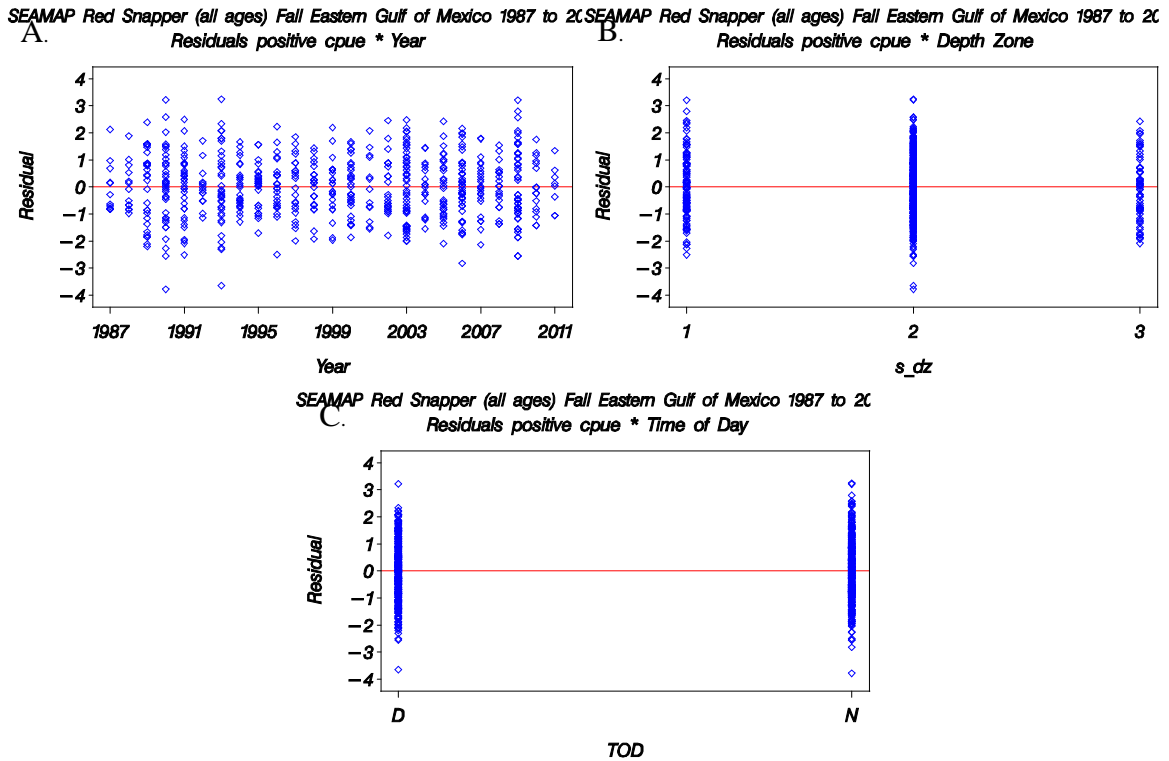 SEAMAP Red Snapper (all ages) Fall Eastern Gulf of Mexico 1987 to 20
A.
Residuals positive cpue * Year
4
3
2
1
0
−1
−2
−3
−4
Residual
1987 1991 1995 1999 2003 2007 2011
Year
SEAMAP Red Snapper (all ages) Fall Eastern Gulf of Mexico 1987 to 20
B.
Residuals positive cpue * Depth Zone
4
3
2
1
0
−1
−2
−3
−4
Residual
1 2 3
s_dz
SEAMAP Red Snapper (all ages) Fall Eastern Gulf of Mexico 1987 to 20
C.
Residuals positive cpue * Time of Day
4
3
2
1
0
−1
−2
−3
−4
Residual
D N
TOD